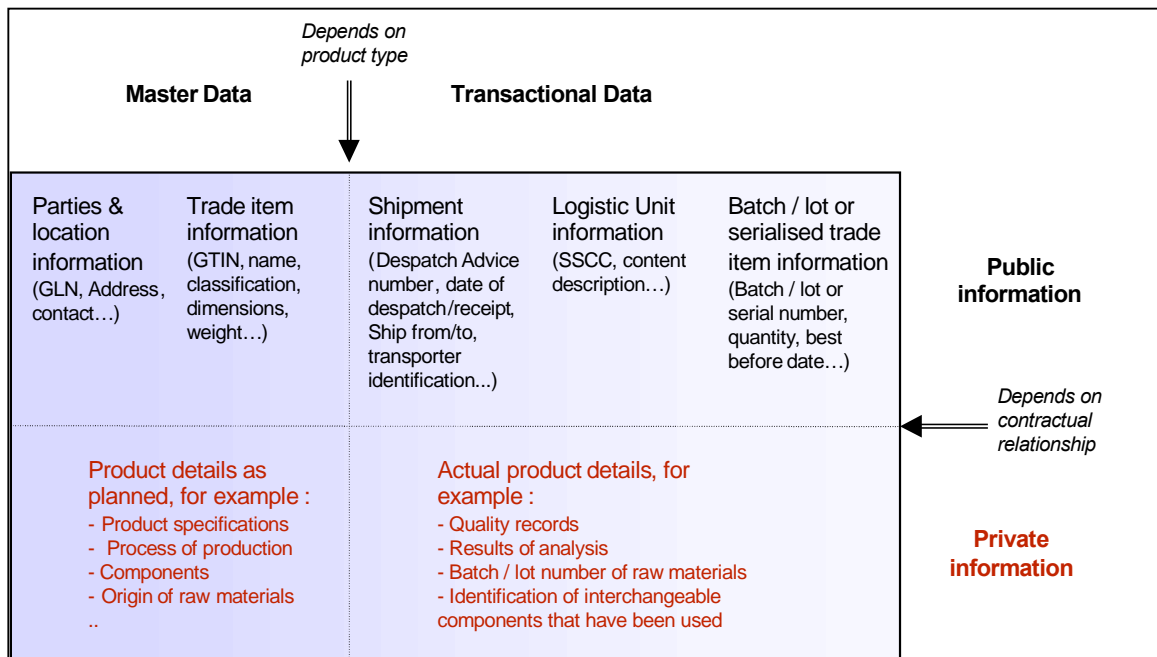 Depends on
product type
Master Data
Transactional Data
Parties &
location
information
(GLN, Address,
contact…)
Trade item
information
(GTIN, name,
classification,
dimensions,
weight…)
Shipment
information
(Despatch Advice
number, date of
despatch/receipt,
Ship from/to,
transporter
identification...)
Logistic Unit
information
(SSCC, content
description…)
Batch / lot or
serialised trade
item information
(Batch / lot or
serial number,
quantity, best
before date…)
Public
information
Depends on
contractual
relationship
Product details as
planned, for example :
- Product specifications
- Process of production
- Components
- Origin of raw materials
..
Actual product details, for
example :
- Quality records
- Results of analysis
- Batch / lot number of raw materials
- Identification of interchangeable
components that have been used
Private
information